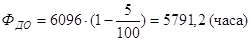 Ф_ДО = 6096·(1−5/100) = 5791,2 (часа)